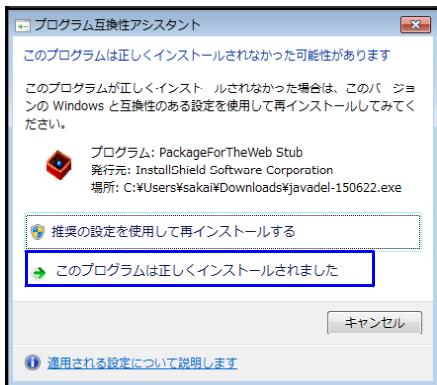 プログラム互換性アシスタント
このプログラムは正しくインストールされなかった可能性があります
このプログラムが正しくインスト ルされなかった場合は、このバ ジョ
ンの Windows と互換性のある設定を使用して再インストールしてみてく
ださい。
プログラム: PackageForTheWeb Stub
発行元: InstallShield Software Corporation
場所: C:¥Users¥sakai¥Downloads¥javadel-150622.exe
推奨の設定を使用して再インストールする
このプログラムは正しくインストールされました
キャンセル
適用される設定について説明します